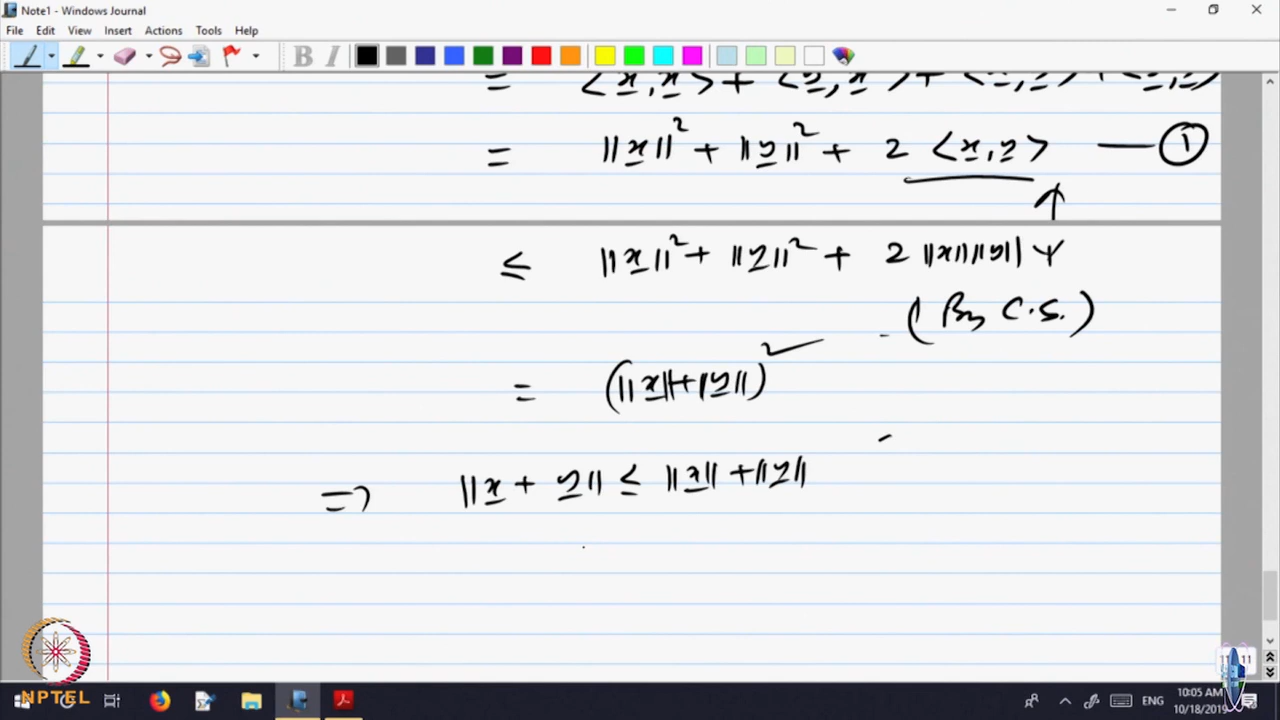 Note1 - Windows Journal
File Edit View Insert Actions Tools Help
B I
= <x, x> + <y, x> + <x, y> + <y, y>
= ||x||² + ||y||² + 2 <x, y> — ①
≤ ||x||² + ||y||² + 2 ||x|| ||y||
(By C.S.)
= (||x|| + ||y||)²
=> ||x + y|| ≤ ||x|| + ||y||
NPTEL
ENG
10:05 AM
10/18/2019